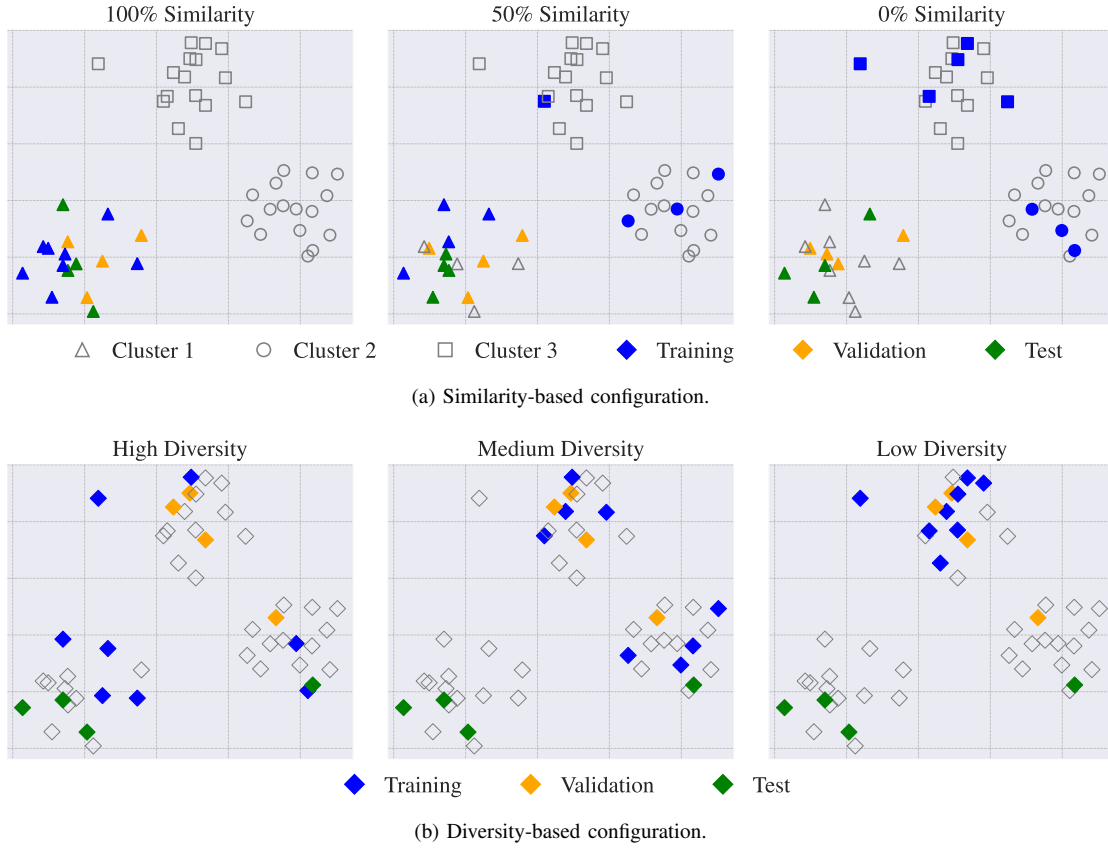 100% Similarity 50% Similarity 0% Similarity
Cluster 1 Cluster 2 Cluster 3 Training Validation Test
(a) Similarity-based configuration.
High Diversity Medium Diversity Low Diversity
Training Validation Test
(b) Diversity-based configuration.